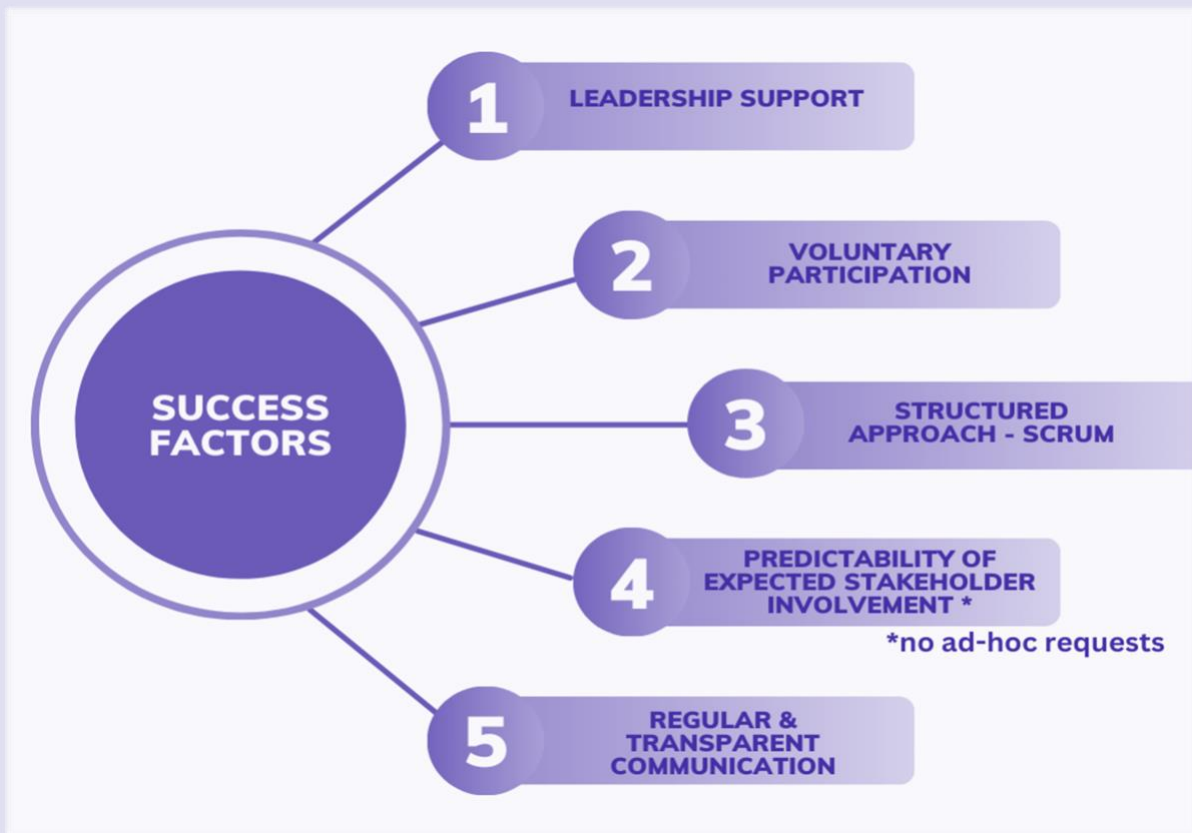 SUCCESS
FACTORS
1
LEADERSHIP SUPPORT
2
VOLUNTARY
PARTICIPATION
3
STRUCTURED
APPROACH - SCRUM
4
PREDICTABILITY OF
EXPECTED STAKEHOLDER
INVOLVEMENT *
*no ad-hoc requests
5
REGULAR &
TRANSPARENT
COMMUNICATION